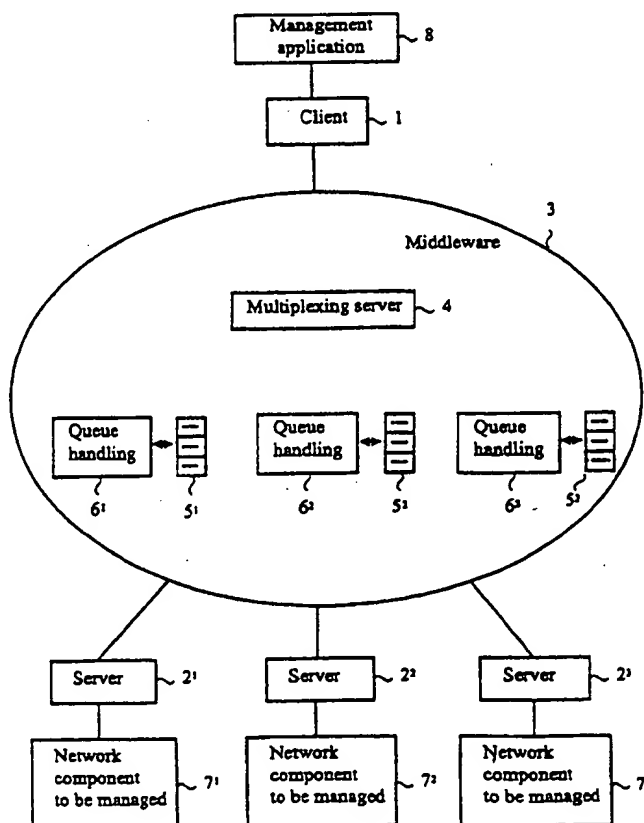 Management
application
8
Client
1
3
Middleware
Multiplexing server
4
Queue
handling
Queue
handling
Queue
handling
6¹
5¹
6²
5²
6³
5²
Server
2¹
Server
2²
Server
2³
Network
component
to be managed
7¹
Network
component
to be managed
7²
Network
component
to be managed
7